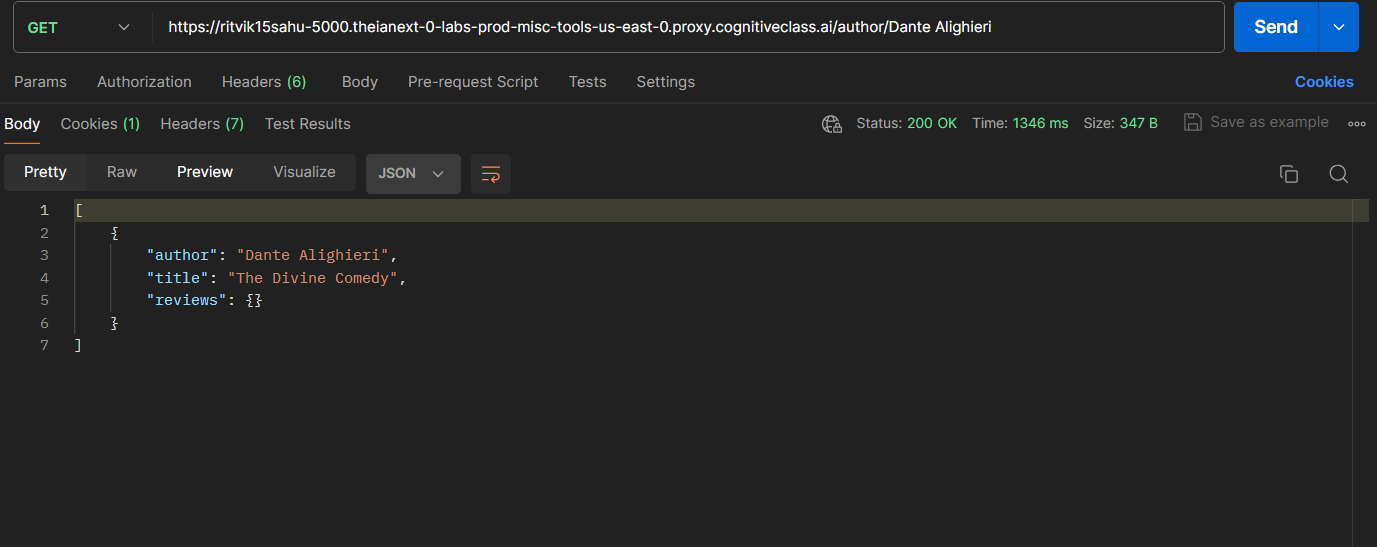 GET https://ritvik15sahu-5000.theianext-0-labs-prod-misc-tools-us-east-0.proxy.cognitiveclass.ai/author/Dante Alighieri Send
Params Authorization Headers (6) Body Pre-request Script Tests Settings Cookies
Body Cookies (1) Headers (7) Test Results Status: 200 OK Time: 1346 ms Size: 347 B Save as example
Pretty Raw Preview Visualize JSON
1 [
2 {
3 "author": "Dante Alighieri",
4 "title": "The Divine Comedy",
5 "reviews": {}
6 }
7 ]